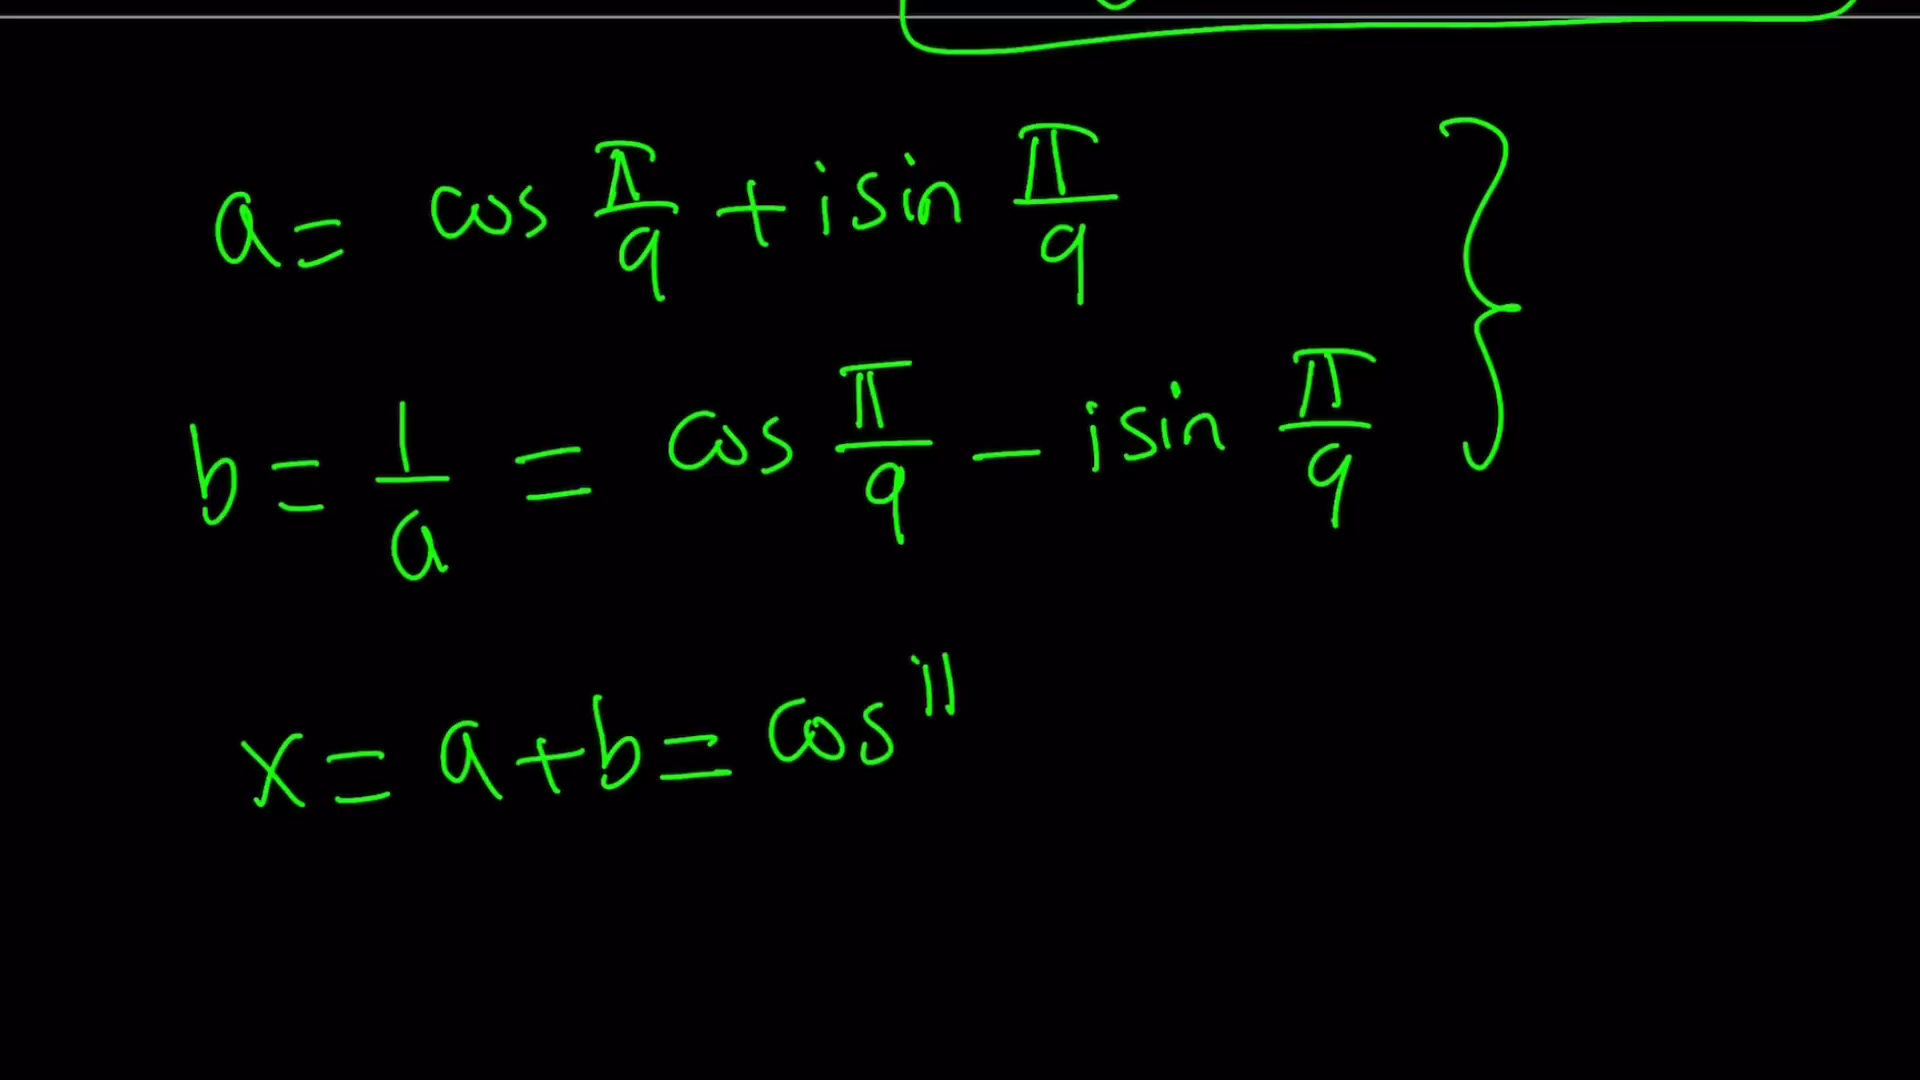 a = cos π/9 + i sin π/9
b = 1/a = cos π/9 − i sin π/9
x = a + b = cos